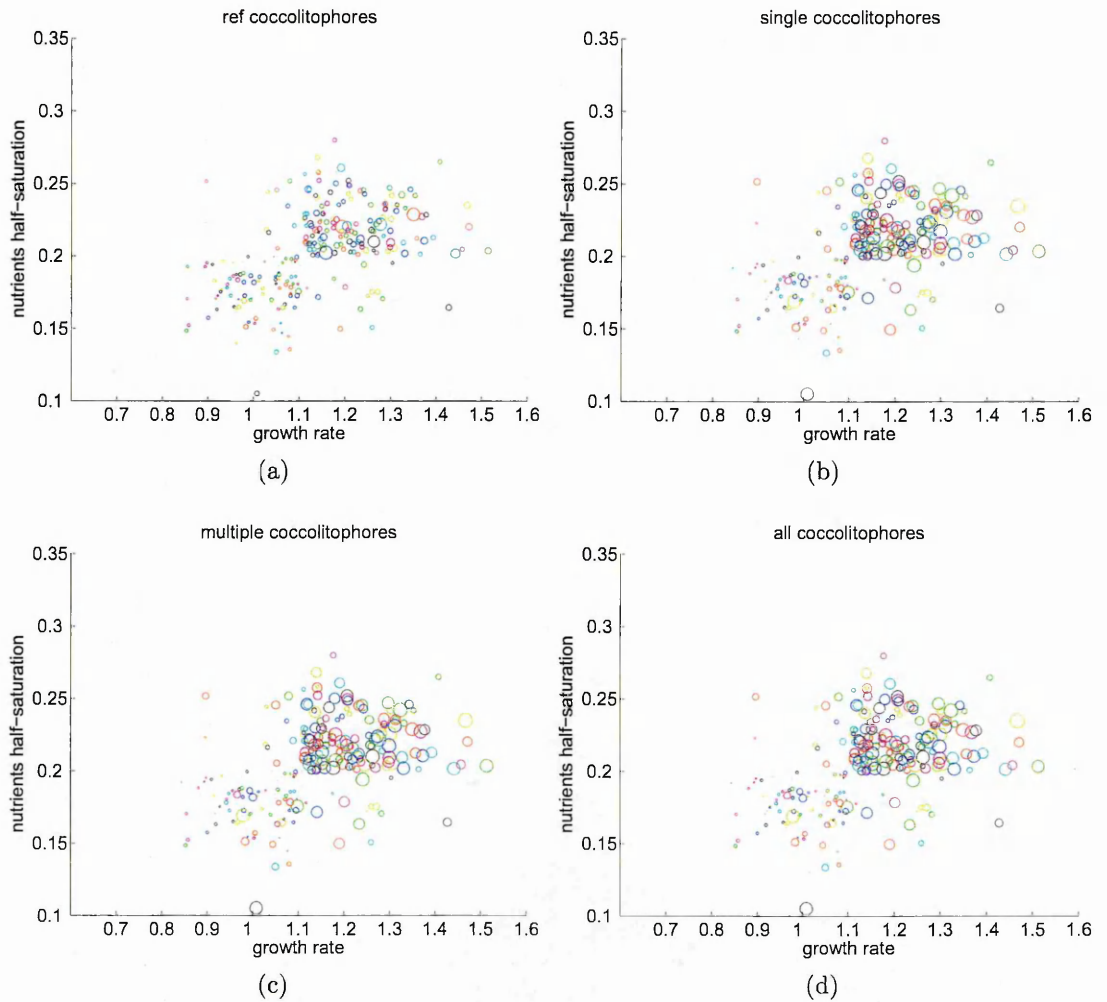 ref coccolitophores
0.35
0.3
0.25
0.2
0.15
0.1
nutrients half-saturation
0.7 0.8 0.9 1 1.1 1.2 1.3 1.4 1.5 1.6
growth rate
(a)
single coccolitophores
0.35
0.3
0.25
0.2
0.15
0.1
nutrients half-saturation
0.7 0.8 0.9 1 1.1 1.2 1.3 1.4 1.5 1.6
growth rate
(b)
multiple coccolitophores
0.35
0.3
0.25
0.2
0.15
0.1
nutrients half-saturation
0.7 0.8 0.9 1 1.1 1.2 1.3 1.4 1.5 1.6
growth rate
(c)
all coccolitophores
0.35
0.3
0.25
0.2
0.15
0.1
nutrients half-saturation
0.7 0.8 0.9 1 1.1 1.2 1.3 1.4 1.5 1.6
growth rate
(d)